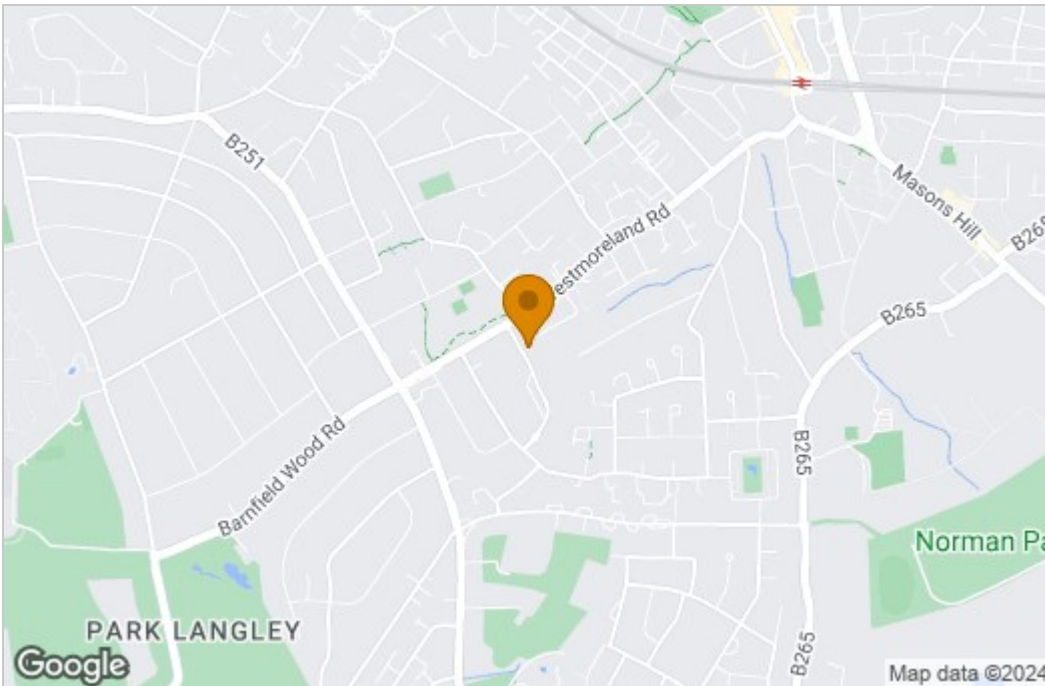 B251
Masons Hill
B265
estmoreland Rd
B265
Barnfield Wood Rd
B265
Norman Pa
PARK LANGLEY
B265
Google
Map data ©2024